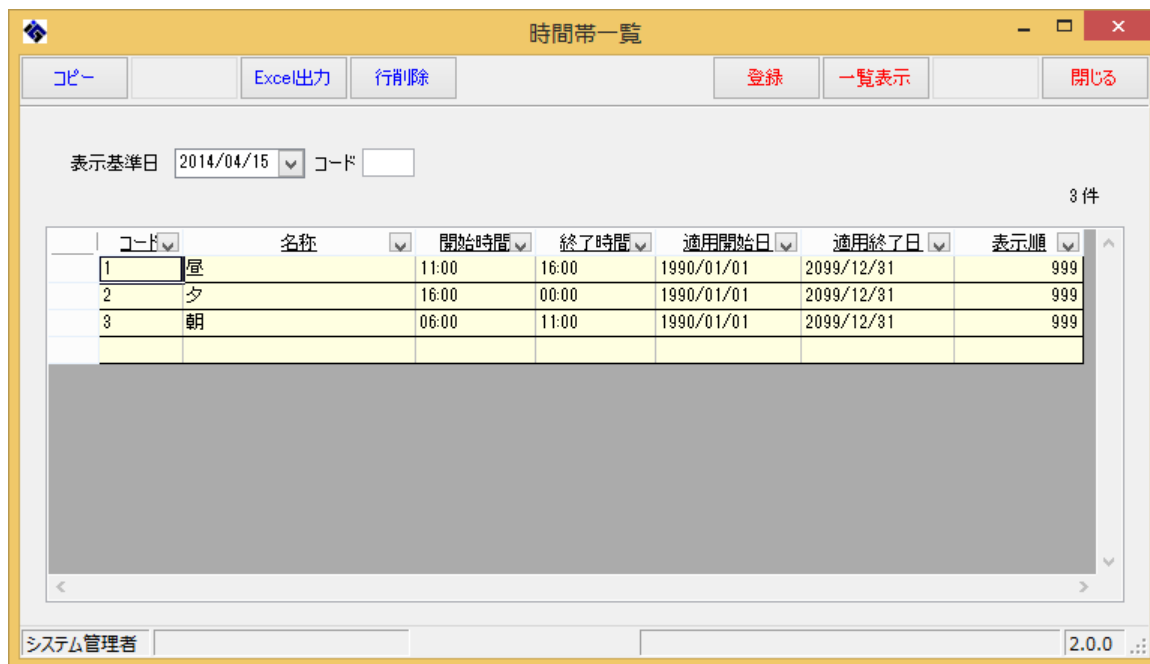 時間帯一覧
コピー Excel出力 行削除 登録 一覧表示 閉じる
表示基準日 2014/04/15 コード
3 件
コード 名称 開始時間 終了時間 適用開始日 適用終了日 表示順
1 昼 11:00 16:00 1990/01/01 2099/12/31 999
2 夕 16:00 00:00 1990/01/01 2099/12/31 999
3 朝 06:00 11:00 1990/01/01 2099/12/31 999
システム管理者 2.0.0